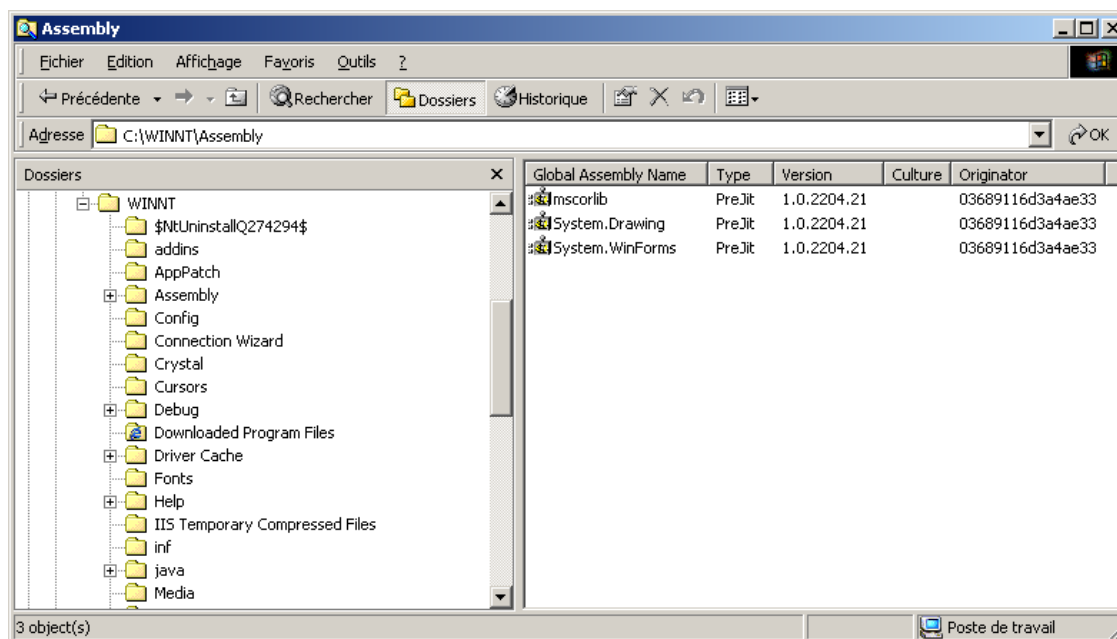 Assembly
Fichier Edition Affichage Favoris Outils ?
Précédente Rechercher Dossiers Historique
Adresse C:\WINNT\Assembly OK
Dossiers
WINNT
$NtUninstallQ274294$
addins
AppPatch
Assembly
Config
Connection Wizard
Crystal
Cursors
Debug
Downloaded Program Files
Driver Cache
Fonts
Help
IIS Temporary Compressed Files
inf
java
Media
Global Assembly Name Type Version Culture Originator
mscorlib PreJit 1.0.2204.21 03689116d3a4ae33
System.Drawing PreJit 1.0.2204.21 03689116d3a4ae33
System.WinForms PreJit 1.0.2204.21 03689116d3a4ae33
3 object(s) Poste de travail